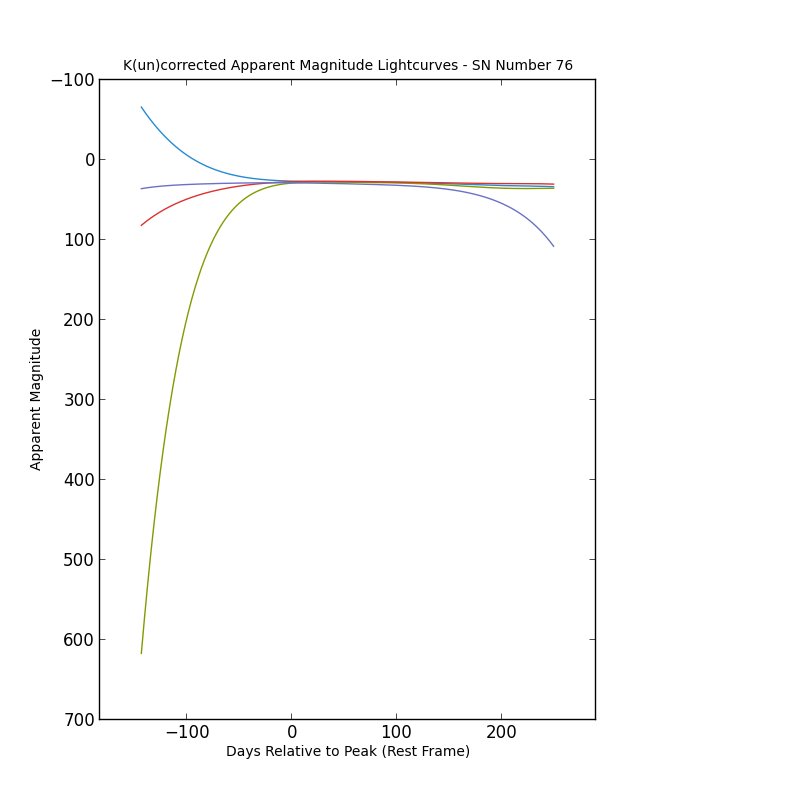 K(un)corrected Apparent Magnitude Lightcurves - SN Number 76
−100
0
100
200
300
400
500
600
700
Apparent Magnitude
−100 0 100 200
Days Relative to Peak (Rest Frame)